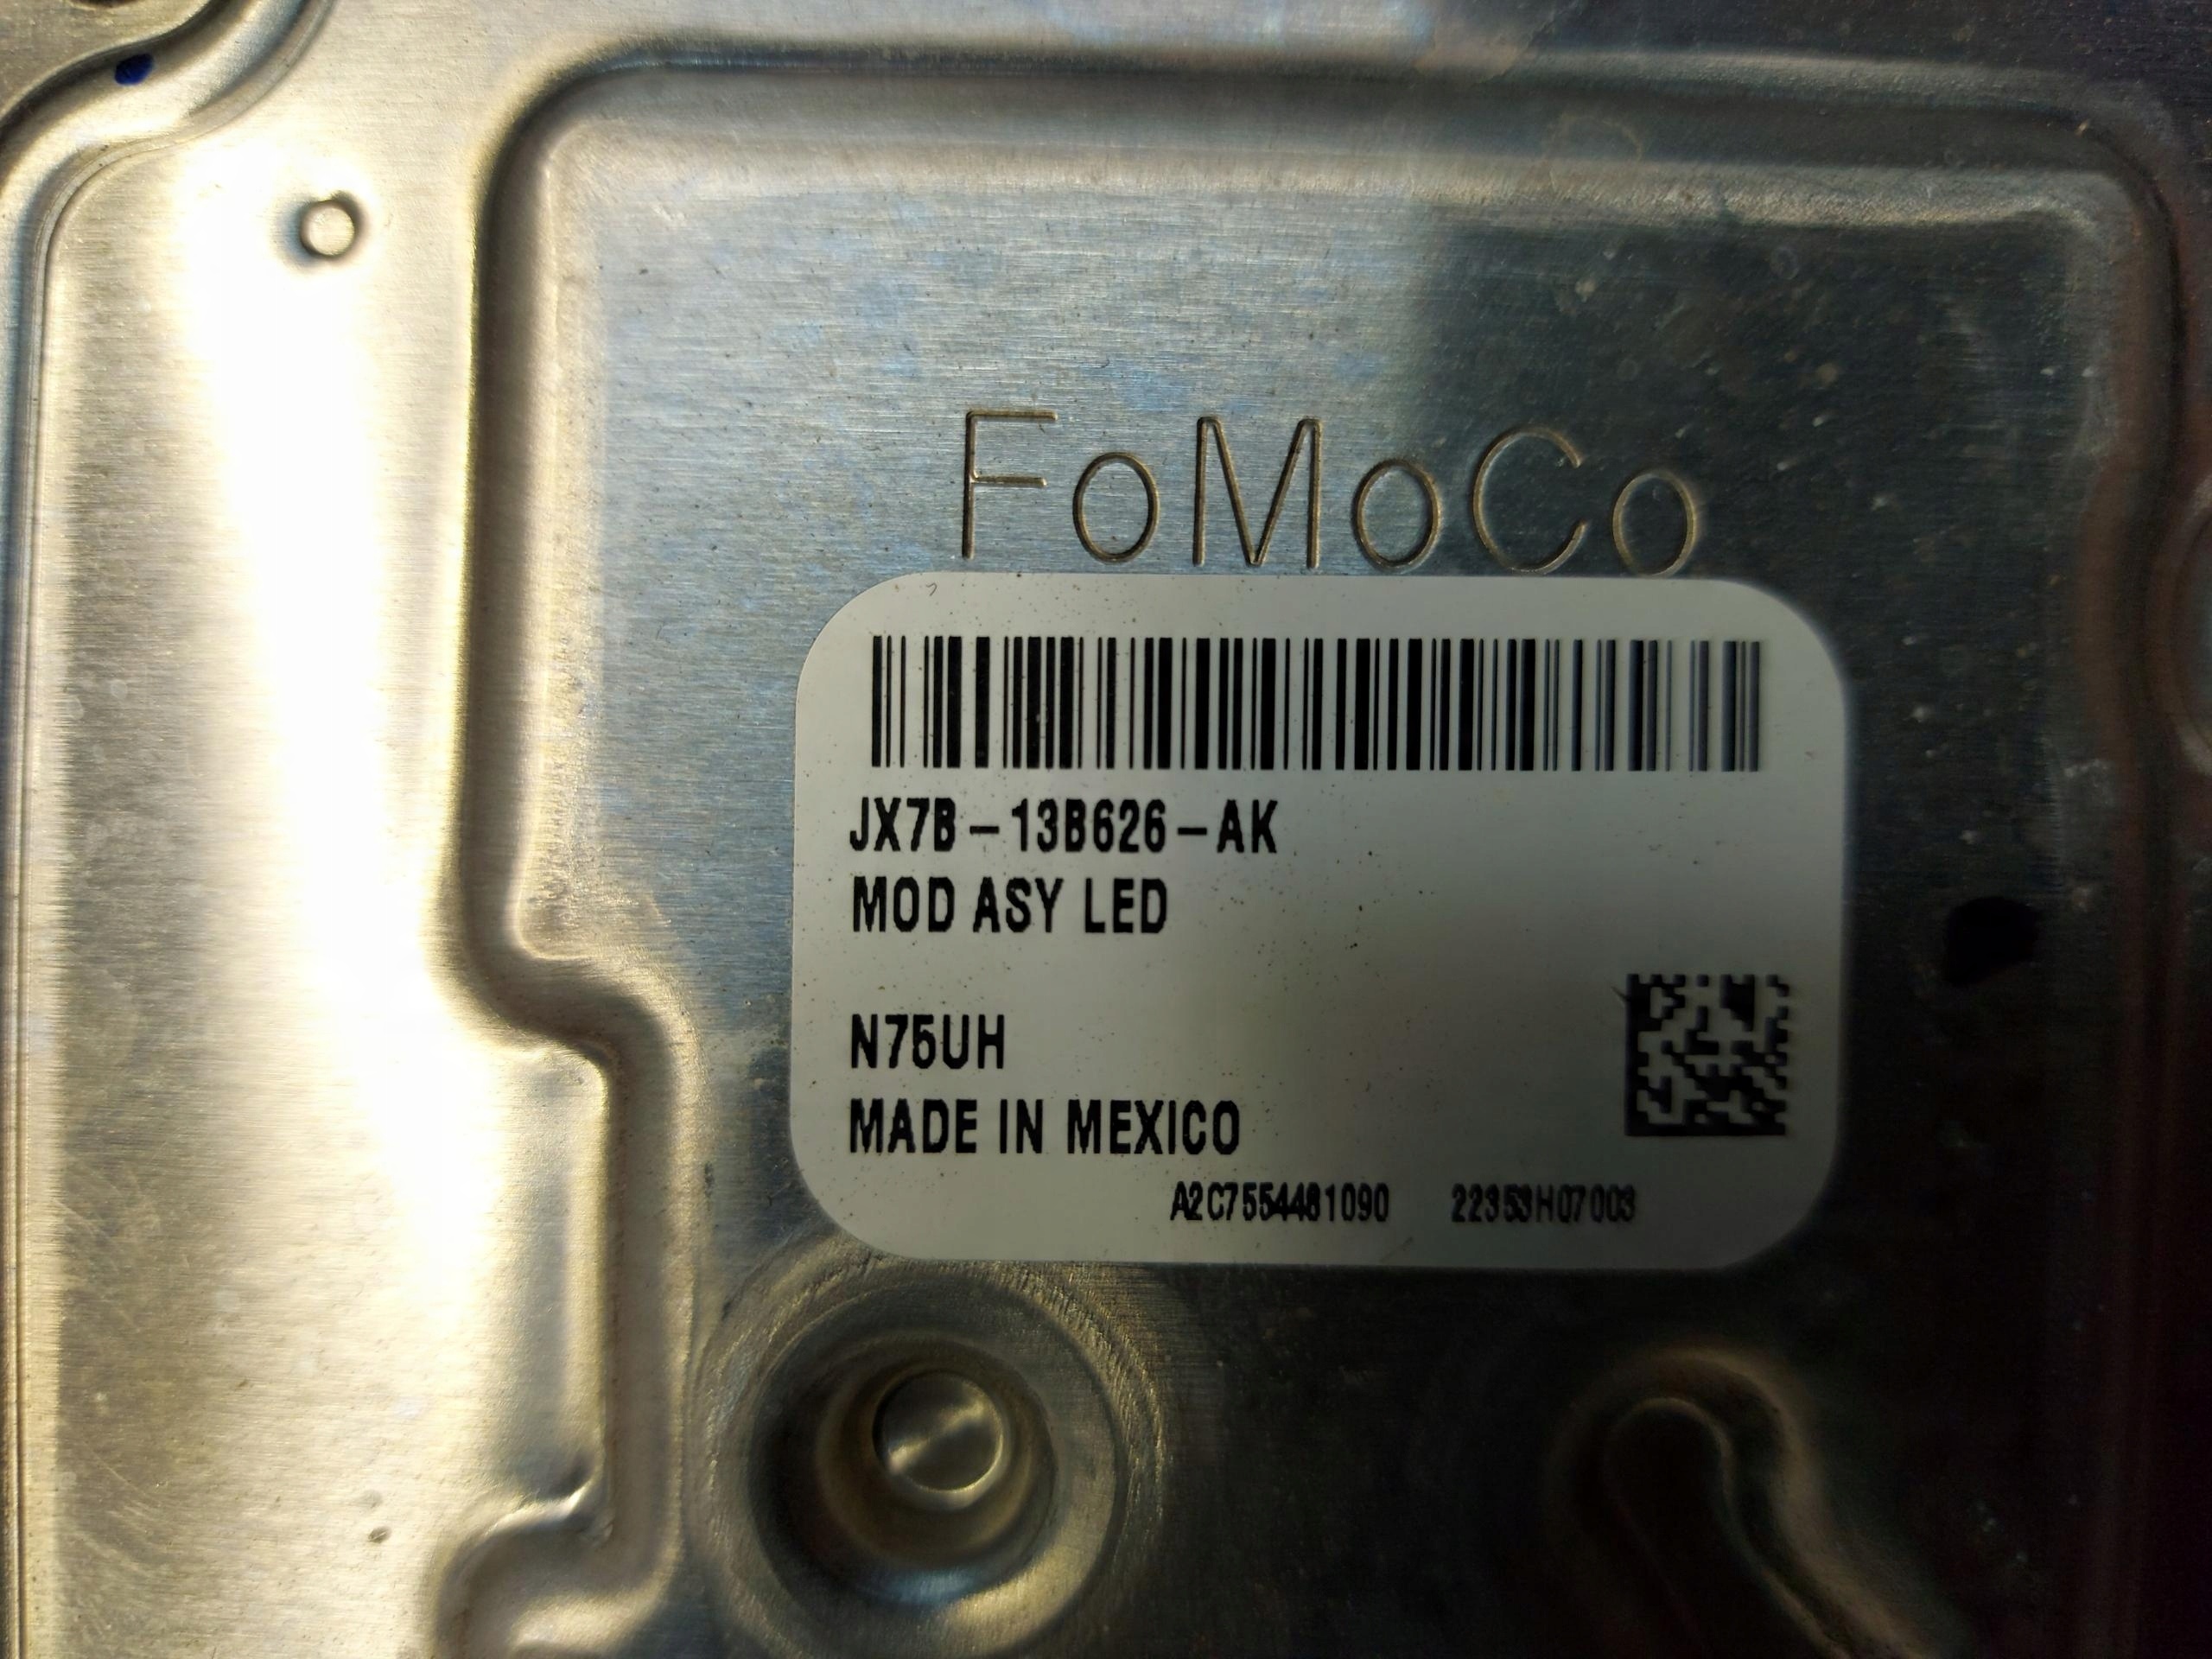 FoMoCo
JX7B-13B626-AK
MOD ASY LED
N75UH
MADE IN MEXICO
A2C7554481090 22353H07003